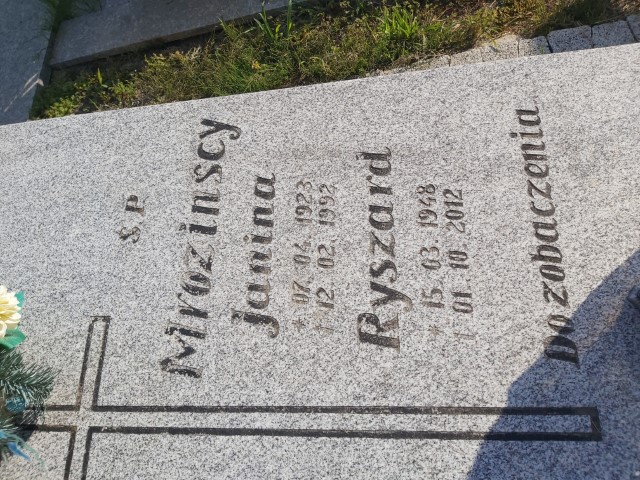 Ś.P
Mrozinscy
Janina
* 07. 04. 1923
† 12. 02. 1992
Ryszard
* 15. 03. 1948
† 01. 10. 2012
Do zobaczenia